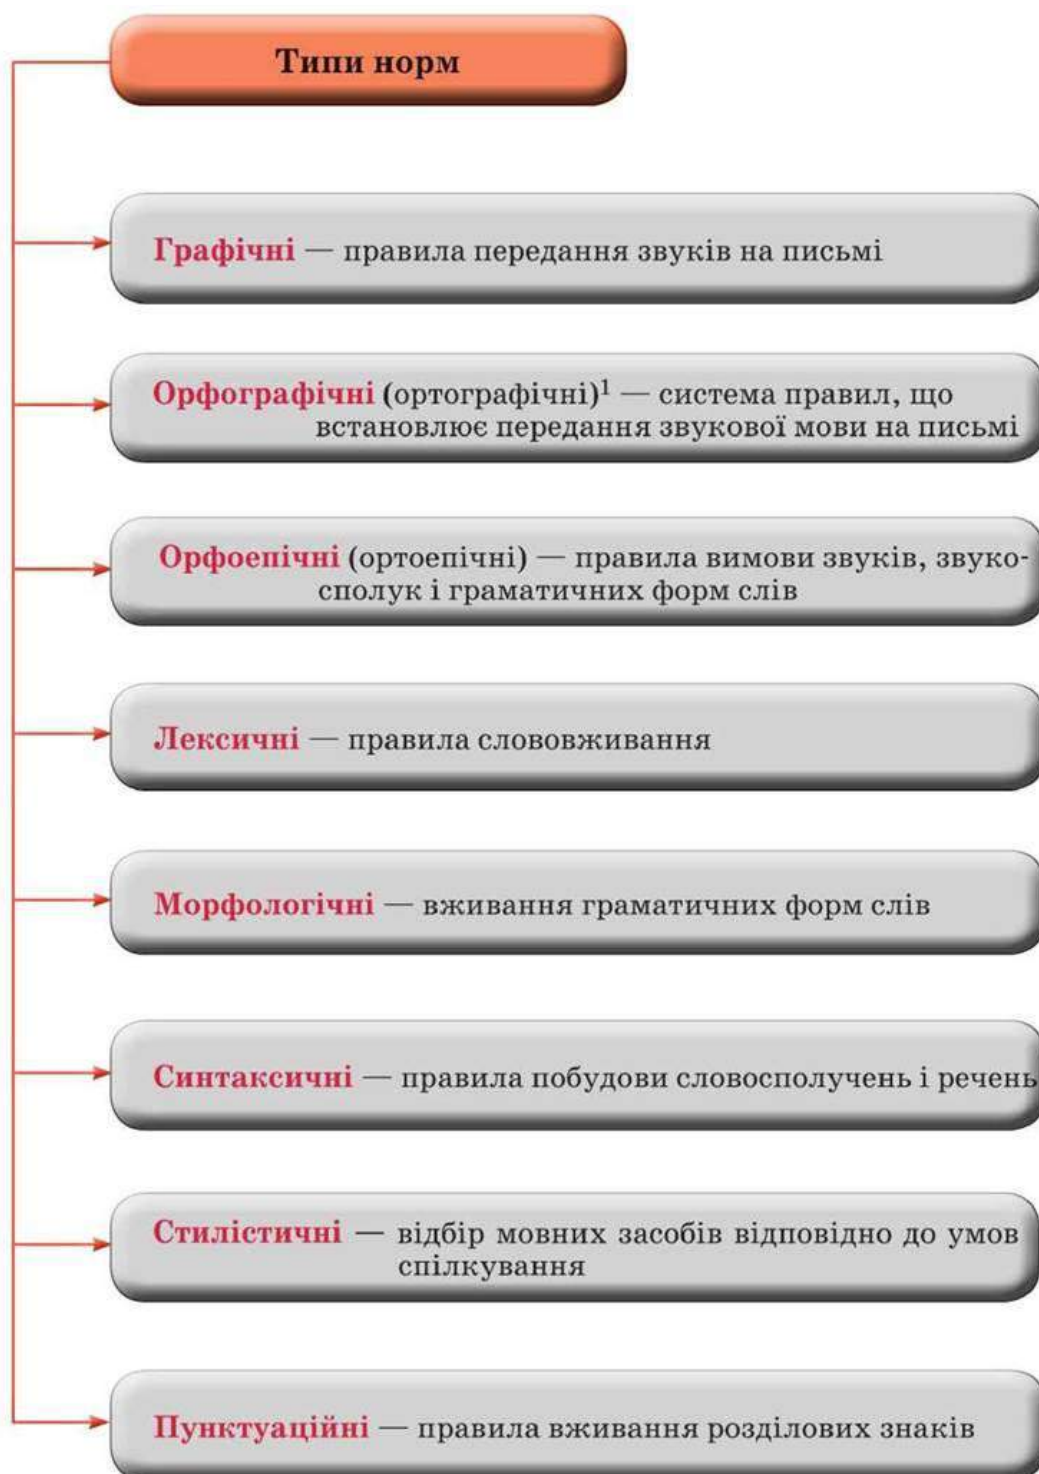 Типи норм
Графічні — правила передання звуків на письмі
Орфографічні (ортографічні)¹ — система правил, що
встановлює передання звукової мови на письмі
Орфоепічні (ортоепічні) — правила вимови звуків, звуко-
сполук і граматичних форм слів
Лексичні — правила слововживання
Морфологічні — вживання граматичних форм слів
Синтаксичні — правила побудови словосполучень і речень
Стилістичні — відбір мовних засобів відповідно до умов
спілкування
Пунктуаційні — правила вживання розділових знаків